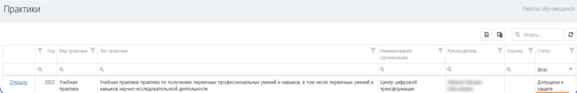 Практики
Работы обучающихся
Искать...
Год Вид практики Тип практики Наименование организации Руководитель Оценка Статус
(Все)
Открыть 2022 Учебная практика Учебная практика: практика по получению первичных профессиональных умений и навыков, в том числе первичных умений и навыков научно-исследовательской деятельности Центр цифровой трансформации Допущена к защите